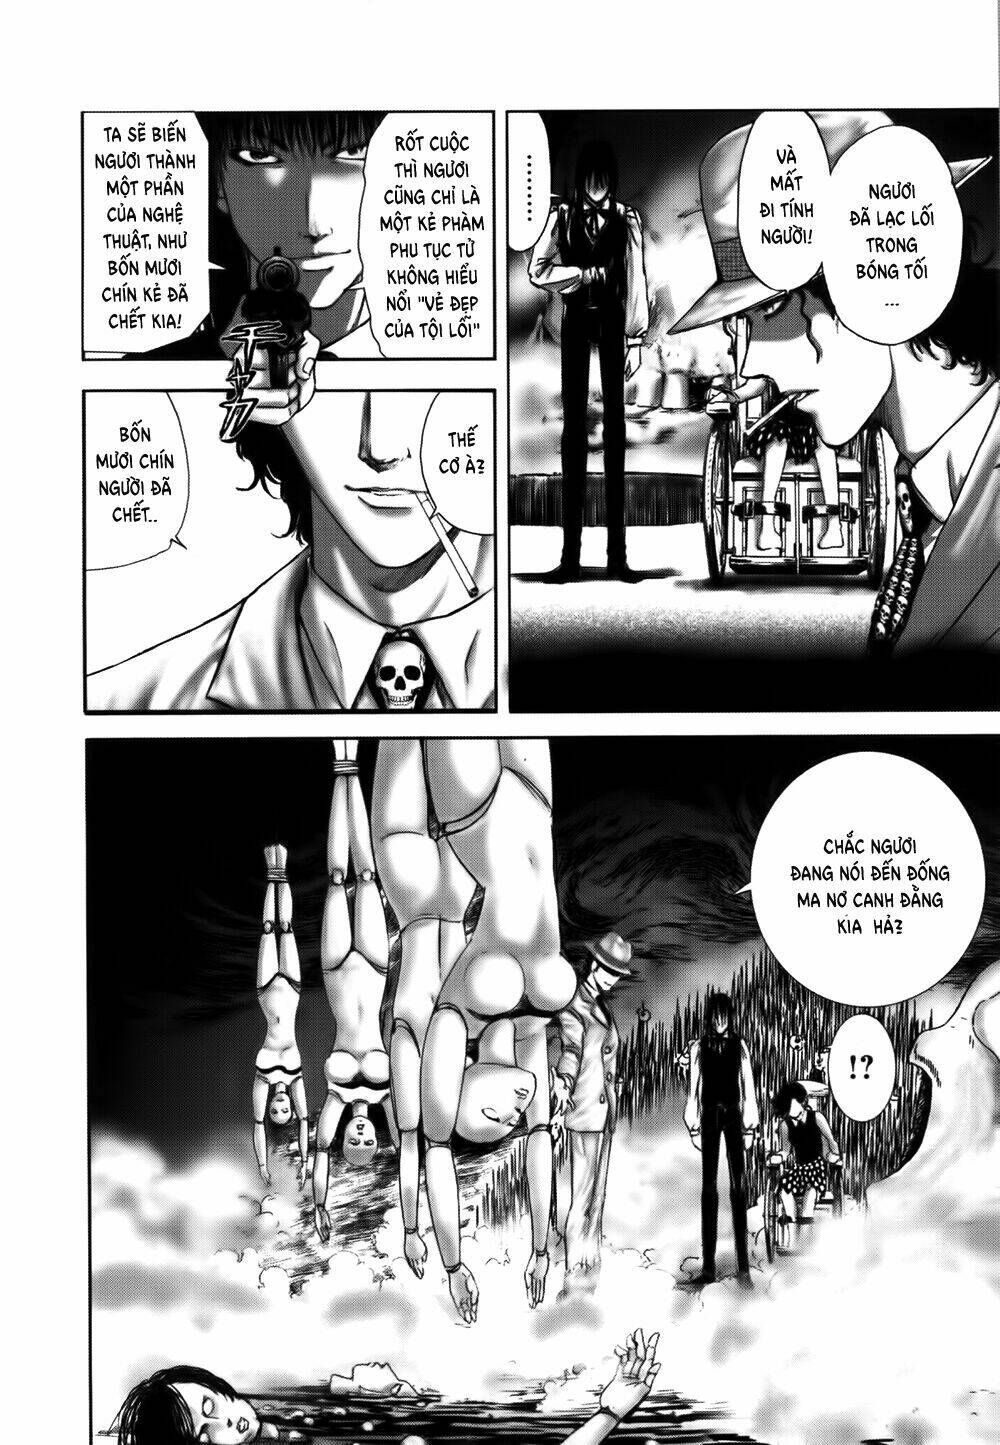 NGƯƠI
ĐÃ LẠC LỐI
TRONG
BÓNG TỐI
...
VÀ
MẤT
ĐI TÍNH
NGƯỜI!
.........
RỐT CUỘC
THÌ NGƯƠI
CŨNG CHỈ LÀ
MỘT KẺ PHÀM
PHU TỤC TỬ
KHÔNG HIỂU
NỔI "VẺ ĐẸP
CỦA TỘI LỖI"
TA SẼ BIẾN
NGƯƠI THÀNH
MỘT PHẦN
CỦA NGHỆ
THUẬT, NHƯ
BỐN MƯƠI
CHÍN KẺ ĐÃ
CHẾT KIA!
チャカ
THẾ
CƠ À?
BỐN
MƯƠI CHÍN
NGƯỜI ĐÃ
CHẾT..
CHẮC NGƯƠI
ĐANG NÓI ĐẾN ĐỐNG
MA NƠ CANH ĐẰNG
KIA HẢ?
!?